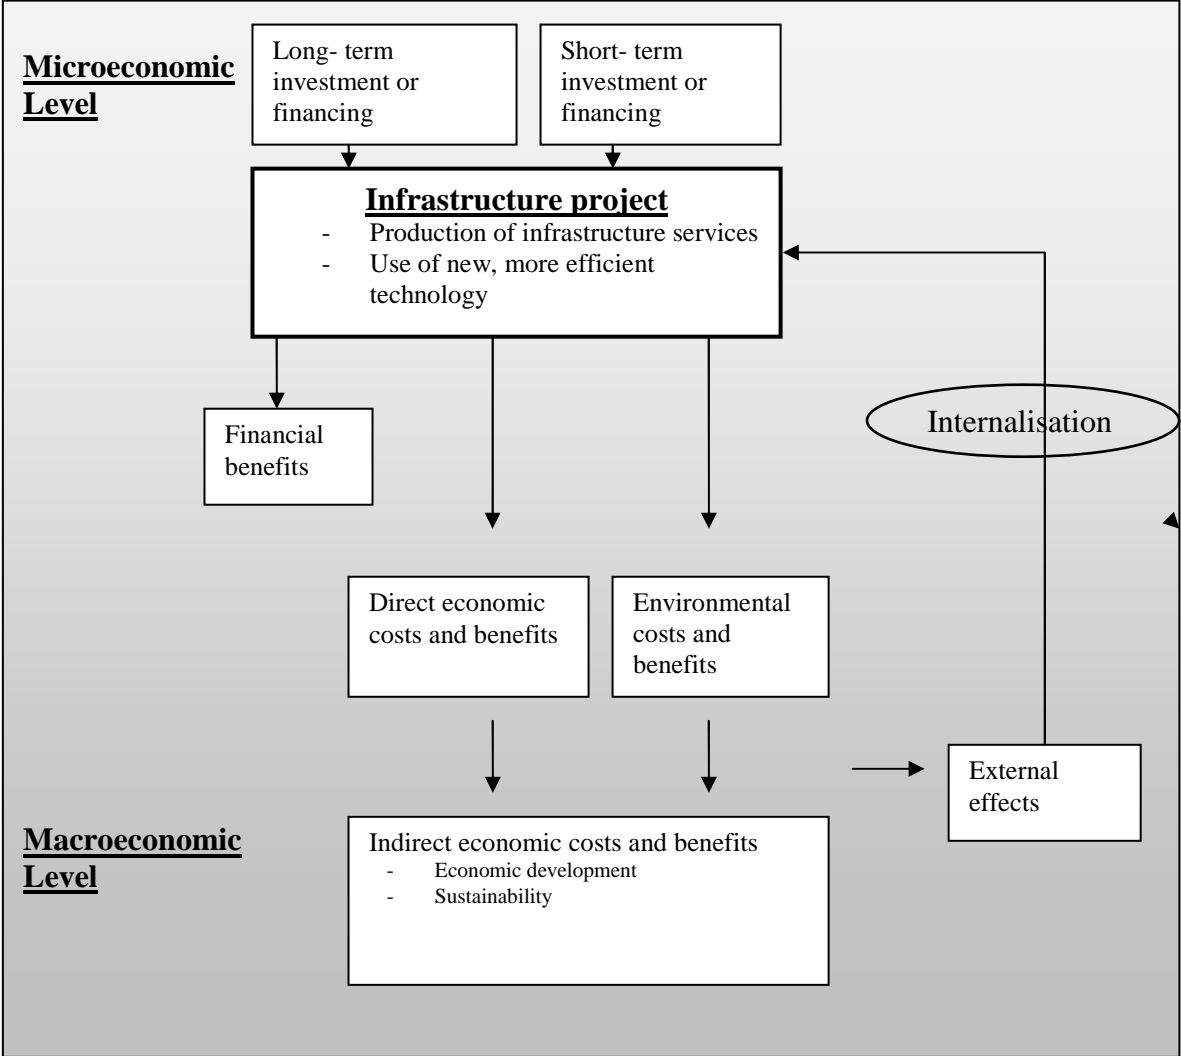 Microeconomic
Level
Long- term
investment or
financing
Short- term
investment or
financing
Infrastructure project
- Production of infrastructure services
- Use of new, more efficient
technology
Financial
benefits
Internalisation
Direct economic
costs and benefits
Environmental
costs and
benefits
External
effects
Macroeconomic
Level
Indirect economic costs and benefits
- Economic development
- Sustainability